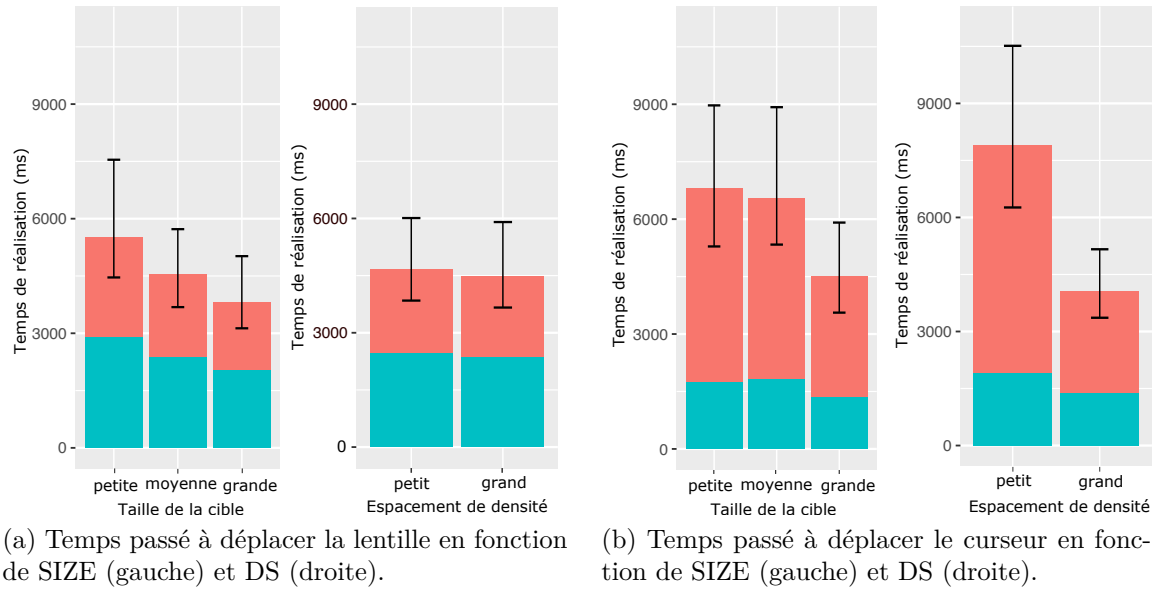 Temps de réalisation (ms)
9000
6000
3000
0
petite moyenne grande
Taille de la cible
Temps de réalisation (ms)
9000
6000
3000
0
petit grand
Espacement de densité
(a) Temps passé à déplacer la lentille en fonction
de SIZE (gauche) et DS (droite).
Temps de réalisation (ms)
9000
6000
3000
0
petite moyenne grande
Taille de la cible
Temps de réalisation (ms)
9000
6000
3000
0
petit grand
Espacement de densité
(b) Temps passé à déplacer le curseur en fonc-
tion de SIZE (gauche) et DS (droite).